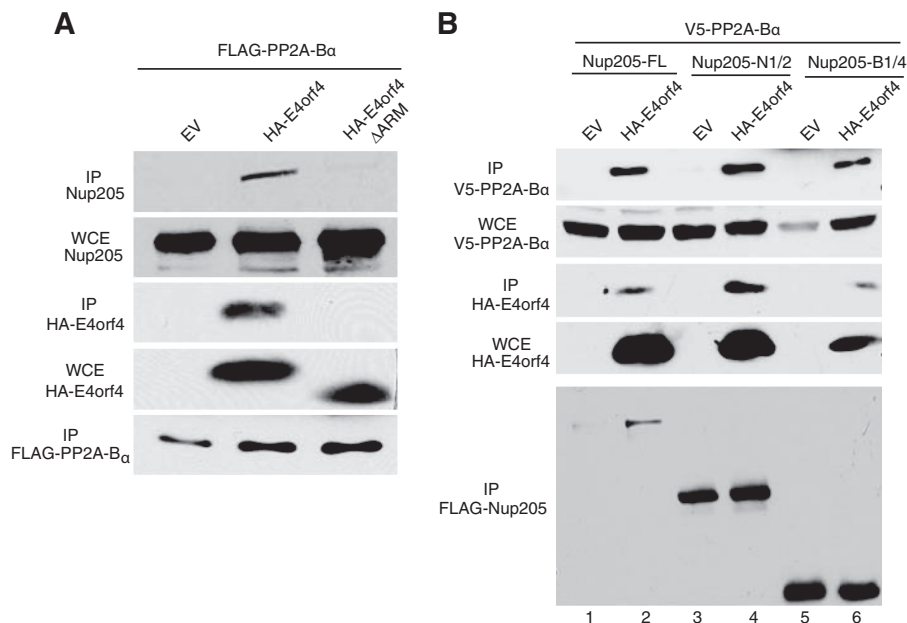 A
FLAG-PP2A-Bα
EV
HA-E4orf4
HA-E4orf4
ΔARM
IP
Nup205
WCE
Nup205
IP
HA-E4orf4
WCE
HA-E4orf4
IP
FLAG-PP2A-Bα
B
V5-PP2A-Bα
Nup205-FL
Nup205-N1/2
Nup205-B1/4
EV
HA-E4orf4
EV
HA-E4orf4
EV
HA-E4orf4
IP
V5-PP2A-Bα
WCE
V5-PP2A-Bα
IP
HA-E4orf4
WCE
HA-E4orf4
IP
FLAG-Nup205
1 2 3 4 5 6